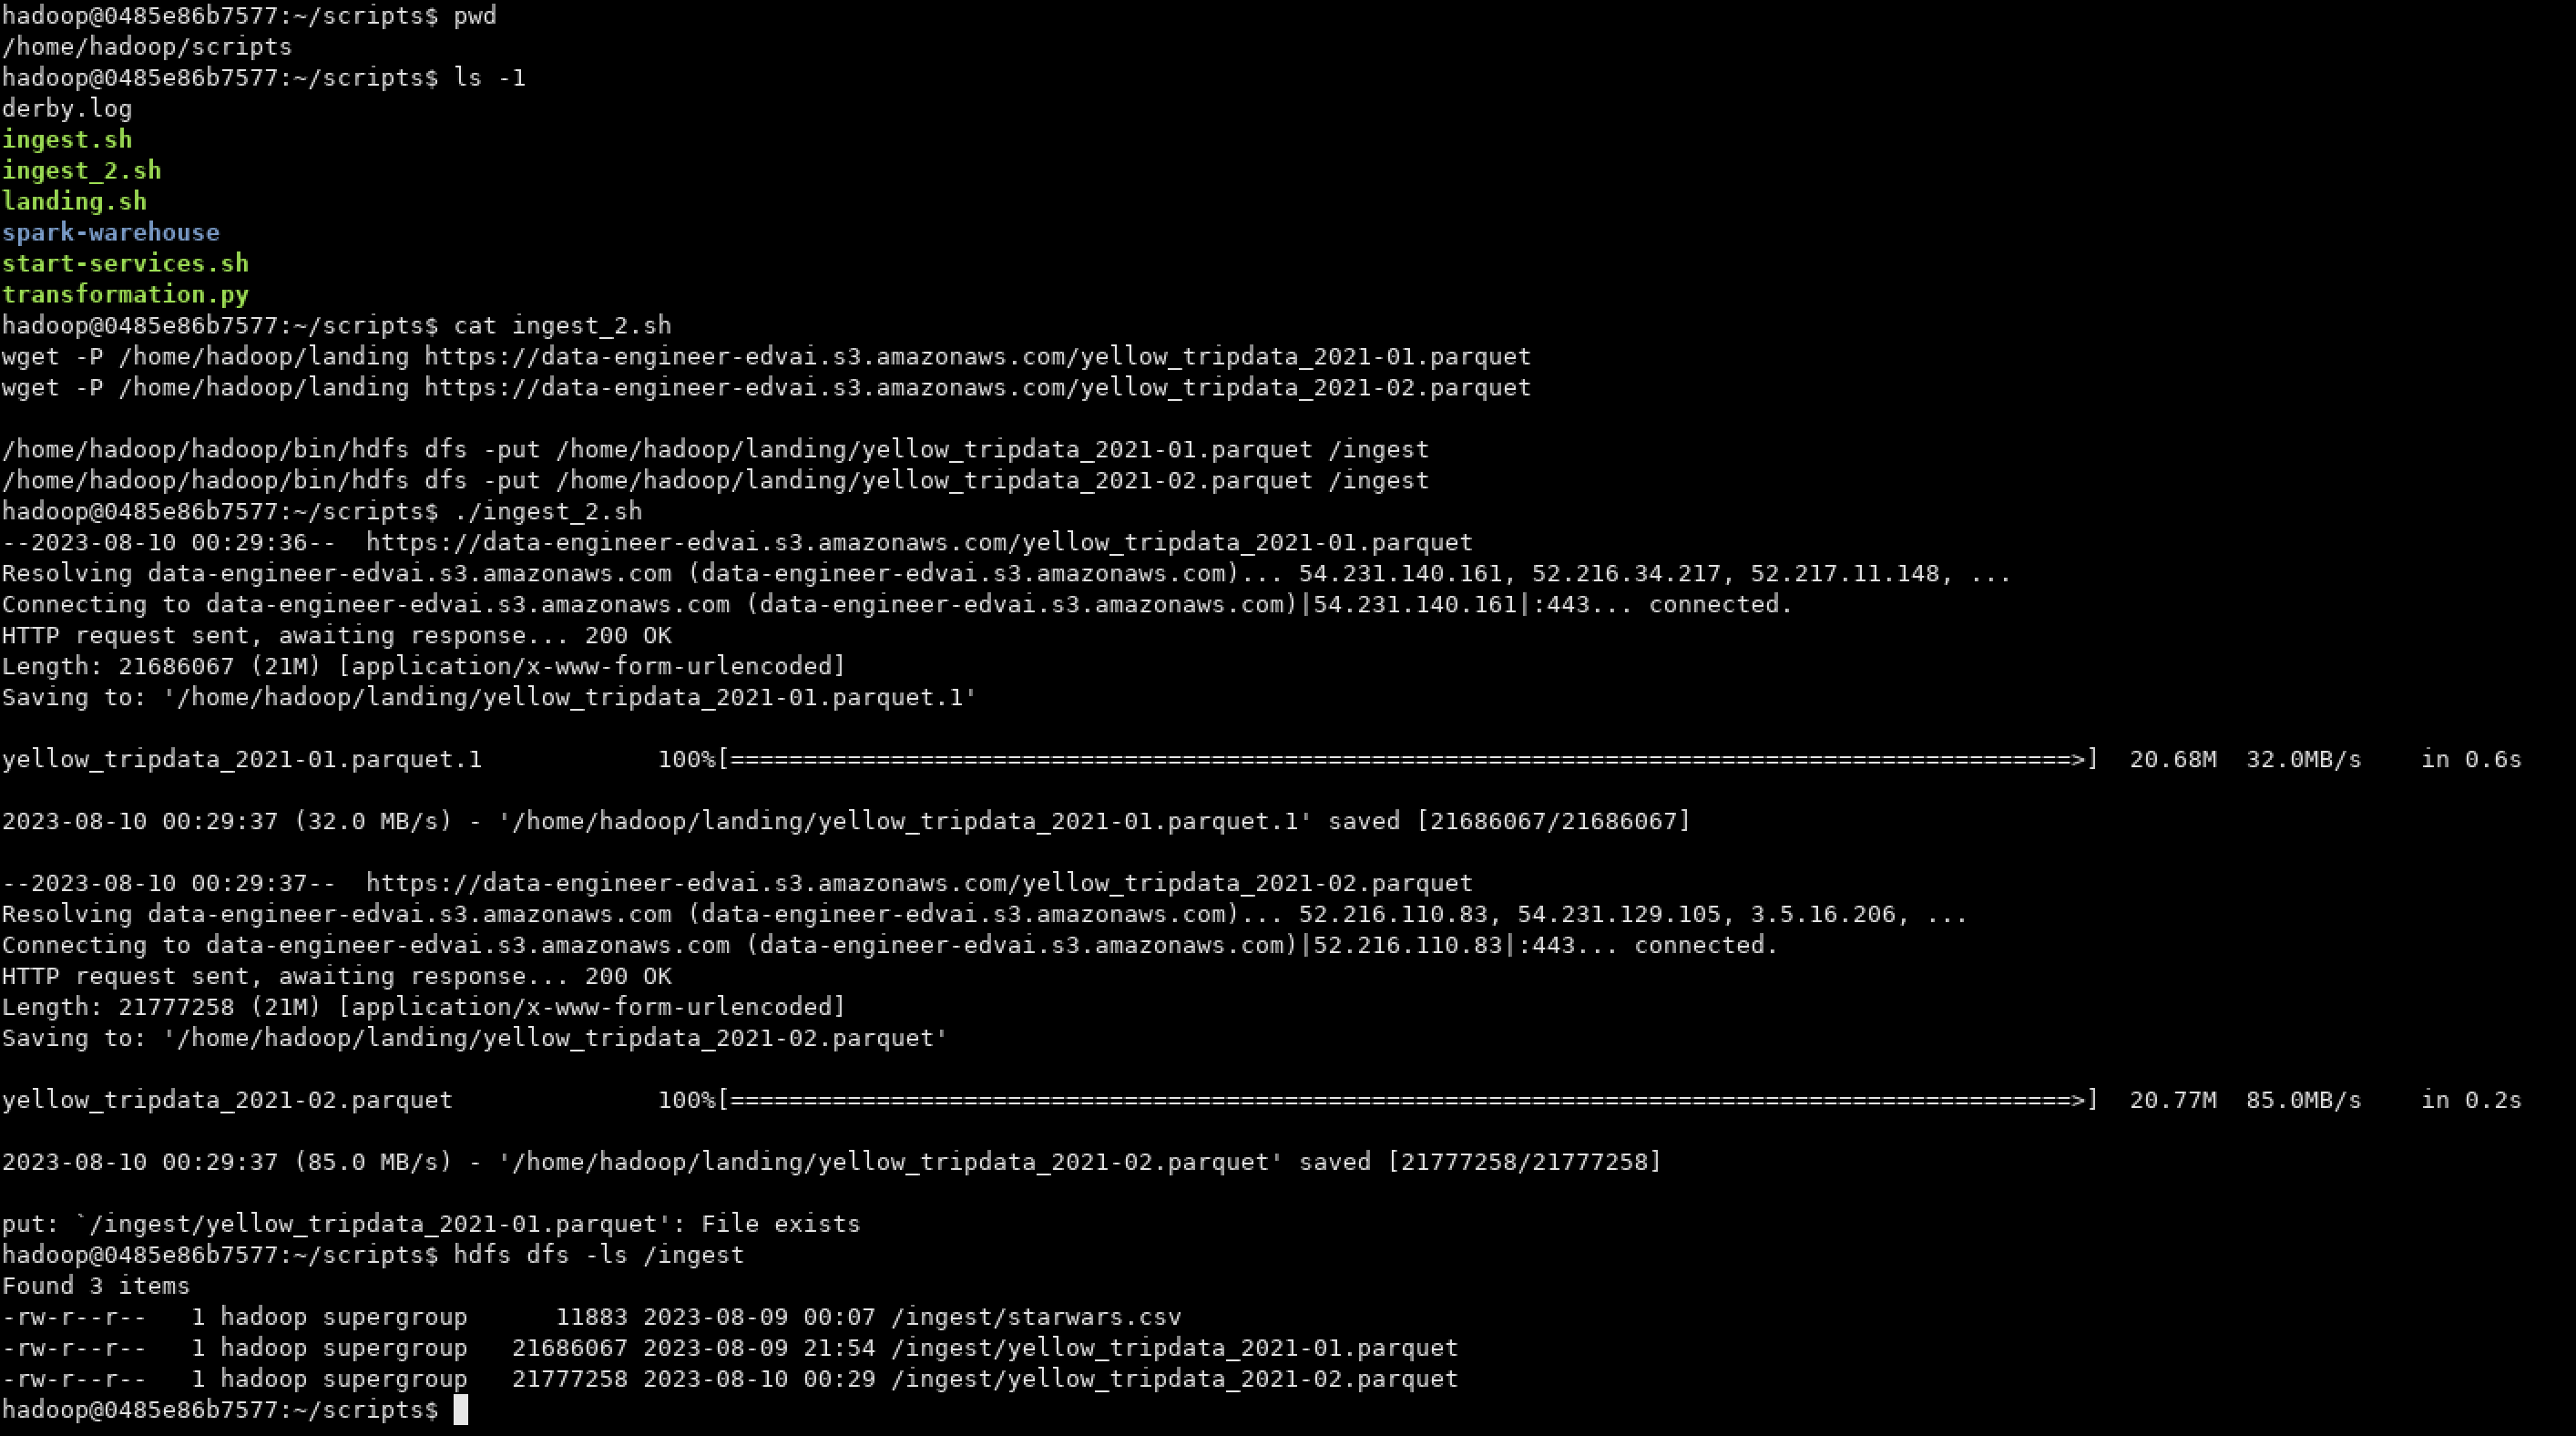 hadoop@0485e86b7577:~/scripts$ pwd
/home/hadoop/scripts
hadoop@0485e86b7577:~/scripts$ ls -1
derby.log
ingest.sh
ingest_2.sh
landing.sh
spark-warehouse
start-services.sh
transformation.py
hadoop@0485e86b7577:~/scripts$ cat ingest_2.sh
wget -P /home/hadoop/landing https://data-engineer-edvai.s3.amazonaws.com/yellow_tripdata_2021-01.parquet
wget -P /home/hadoop/landing https://data-engineer-edvai.s3.amazonaws.com/yellow_tripdata_2021-02.parquet

/home/hadoop/hadoop/bin/hdfs dfs -put /home/hadoop/landing/yellow_tripdata_2021-01.parquet /ingest
/home/hadoop/hadoop/bin/hdfs dfs -put /home/hadoop/landing/yellow_tripdata_2021-02.parquet /ingest
hadoop@0485e86b7577:~/scripts$ ./ingest_2.sh
--2023-08-10 00:29:36--  https://data-engineer-edvai.s3.amazonaws.com/yellow_tripdata_2021-01.parquet
Resolving data-engineer-edvai.s3.amazonaws.com (data-engineer-edvai.s3.amazonaws.com)... 54.231.140.161, 52.216.34.217, 52.217.11.148, ...
Connecting to data-engineer-edvai.s3.amazonaws.com (data-engineer-edvai.s3.amazonaws.com)|54.231.140.161|:443... connected.
HTTP request sent, awaiting response... 200 OK
Length: 21686067 (21M) [application/x-www-form-urlencoded]
Saving to: '/home/hadoop/landing/yellow_tripdata_2021-01.parquet.1'

yellow_tripdata_2021-01.parquet.1            100%[============================================================================================>]  20.68M  32.0MB/s    in 0.6s

2023-08-10 00:29:37 (32.0 MB/s) - '/home/hadoop/landing/yellow_tripdata_2021-01.parquet.1' saved [21686067/21686067]

--2023-08-10 00:29:37--  https://data-engineer-edvai.s3.amazonaws.com/yellow_tripdata_2021-02.parquet
Resolving data-engineer-edvai.s3.amazonaws.com (data-engineer-edvai.s3.amazonaws.com)... 52.216.110.83, 54.231.129.105, 3.5.16.206, ...
Connecting to data-engineer-edvai.s3.amazonaws.com (data-engineer-edvai.s3.amazonaws.com)|52.216.110.83|:443... connected.
HTTP request sent, awaiting response... 200 OK
Length: 21777258 (21M) [application/x-www-form-urlencoded]
Saving to: '/home/hadoop/landing/yellow_tripdata_2021-02.parquet'

yellow_tripdata_2021-02.parquet              100%[============================================================================================>]  20.77M  85.0MB/s    in 0.2s

2023-08-10 00:29:37 (85.0 MB/s) - '/home/hadoop/landing/yellow_tripdata_2021-02.parquet' saved [21777258/21777258]

put: `/ingest/yellow_tripdata_2021-01.parquet': File exists
hadoop@0485e86b7577:~/scripts$ hdfs dfs -ls /ingest
Found 3 items
-rw-r--r--   1 hadoop supergroup      11883 2023-08-09 00:07 /ingest/starwars.csv
-rw-r--r--   1 hadoop supergroup   21686067 2023-08-09 21:54 /ingest/yellow_tripdata_2021-01.parquet
-rw-r--r--   1 hadoop supergroup   21777258 2023-08-10 00:29 /ingest/yellow_tripdata_2021-02.parquet
hadoop@0485e86b7577:~/scripts$